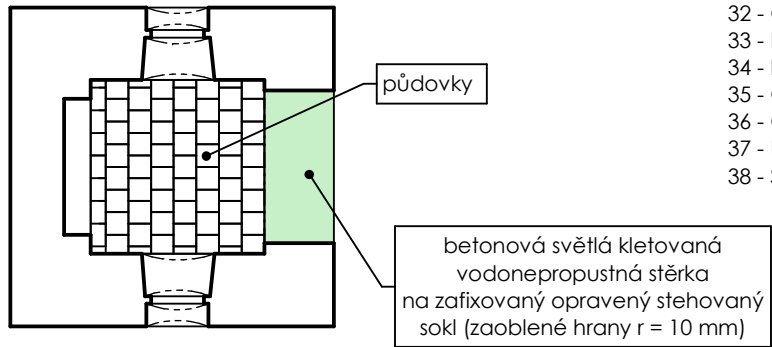 půdovky
betonová světlá kletovaná
vodonepropustná stěrka
na zafixovaný opravený stehovaný
sokl (zaoblené hrany r = 10 mm)
32 -
33 -
34 -
35 -
36 -
37 -
38 -